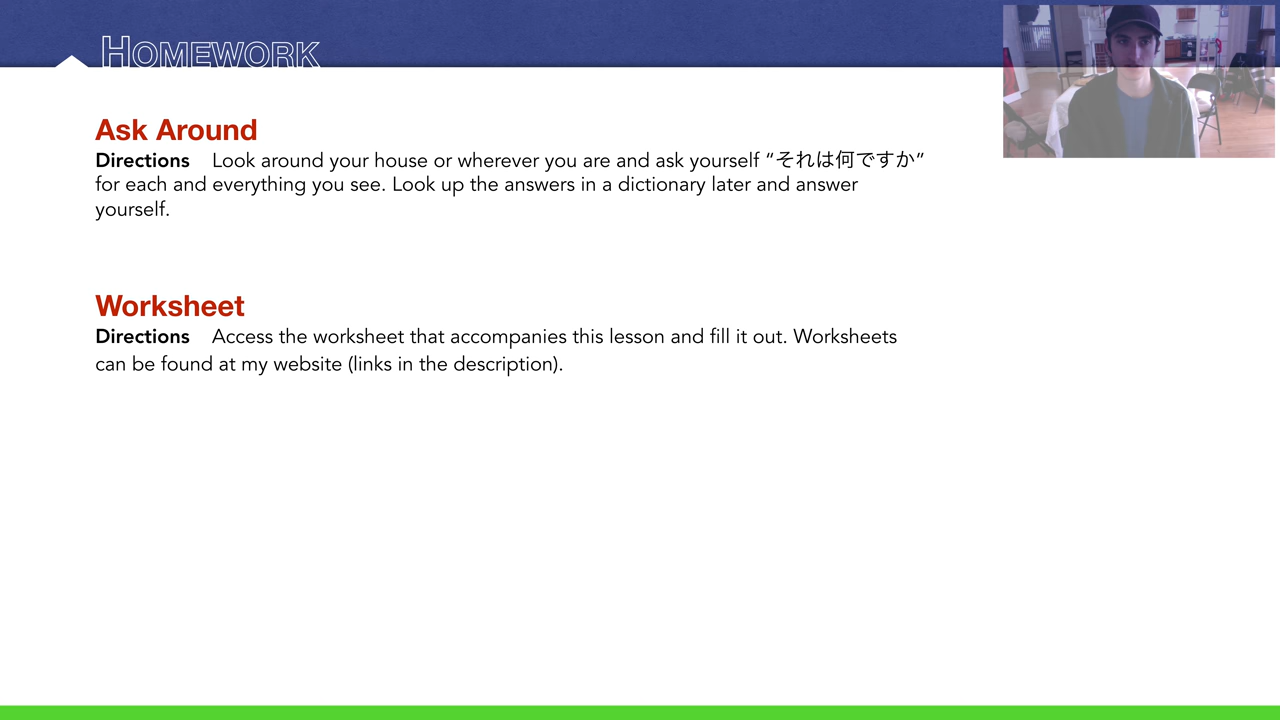 HOMEWORK
Ask Around
Directions Look around your house or wherever you are and ask yourself “それは何ですか”
for each and everything you see. Look up the answers in a dictionary later and answer
yourself.
Worksheet
Directions Access the worksheet that accompanies this lesson and fill it out. Worksheets
can be found at my website (links in the description).